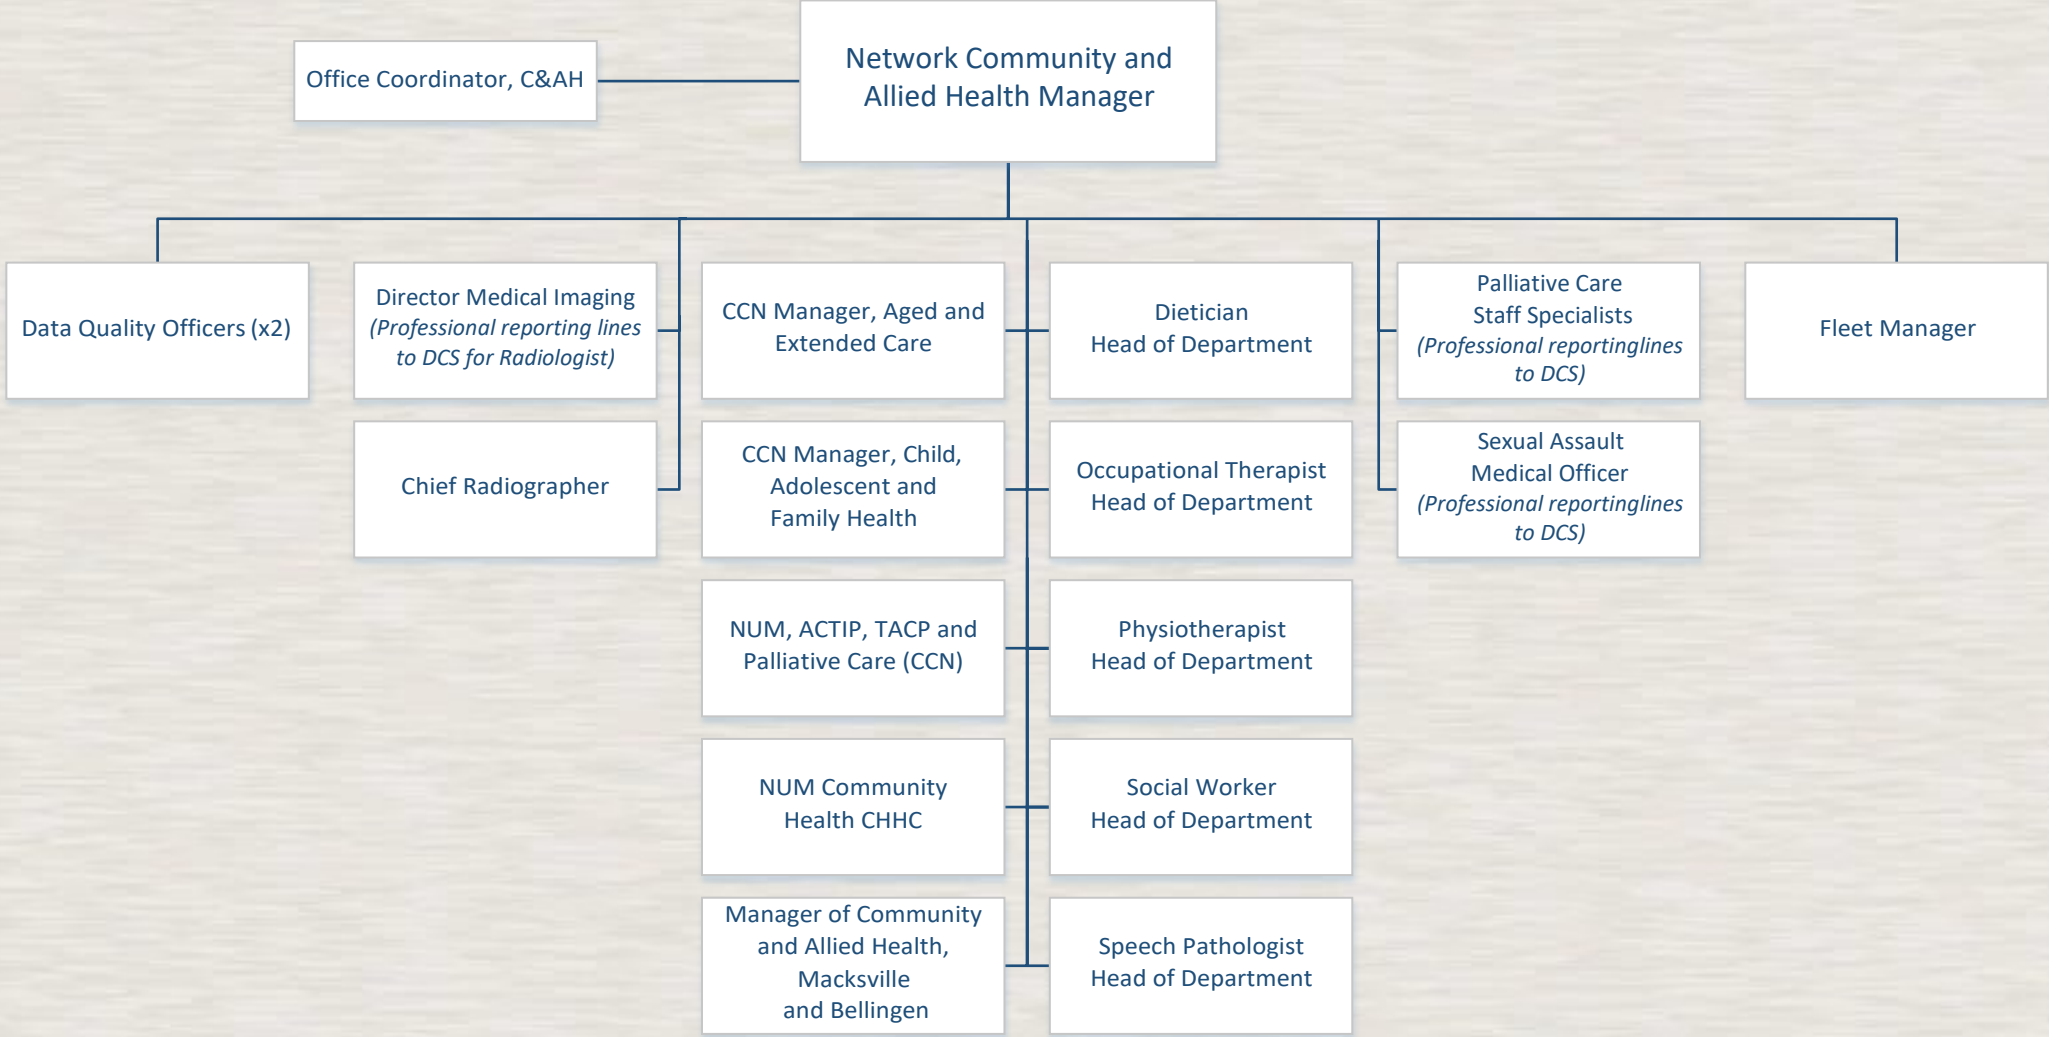 Network Community and
Allied Health Manager
Office Coordinator, C&AH
Data Quality Officers (x2)
Director Medical Imaging
(Professional reporting lines
to DCS for Radiologist)
Chief Radiographer
CCN Manager, Aged and
Extended Care
CCN Manager, Child,
Adolescent and
Family Health
NUM, ACTIP, TACP and
Palliative Care (CCN)
NUM Community
Health CHHC
Manager of Community
and Allied Health,
Macksville
and Bellingen
Dietician
Head of Department
Occupational Therapist
Head of Department
Physiotherapist
Head of Department
Social Worker
Head of Department
Speech Pathologist
Head of Department
Palliative Care
Staff Specialists
(Professional reportinglines
to DCS)
Sexual Assault
Medical Officer
(Professional reportinglines
to DCS)
Fleet Manager